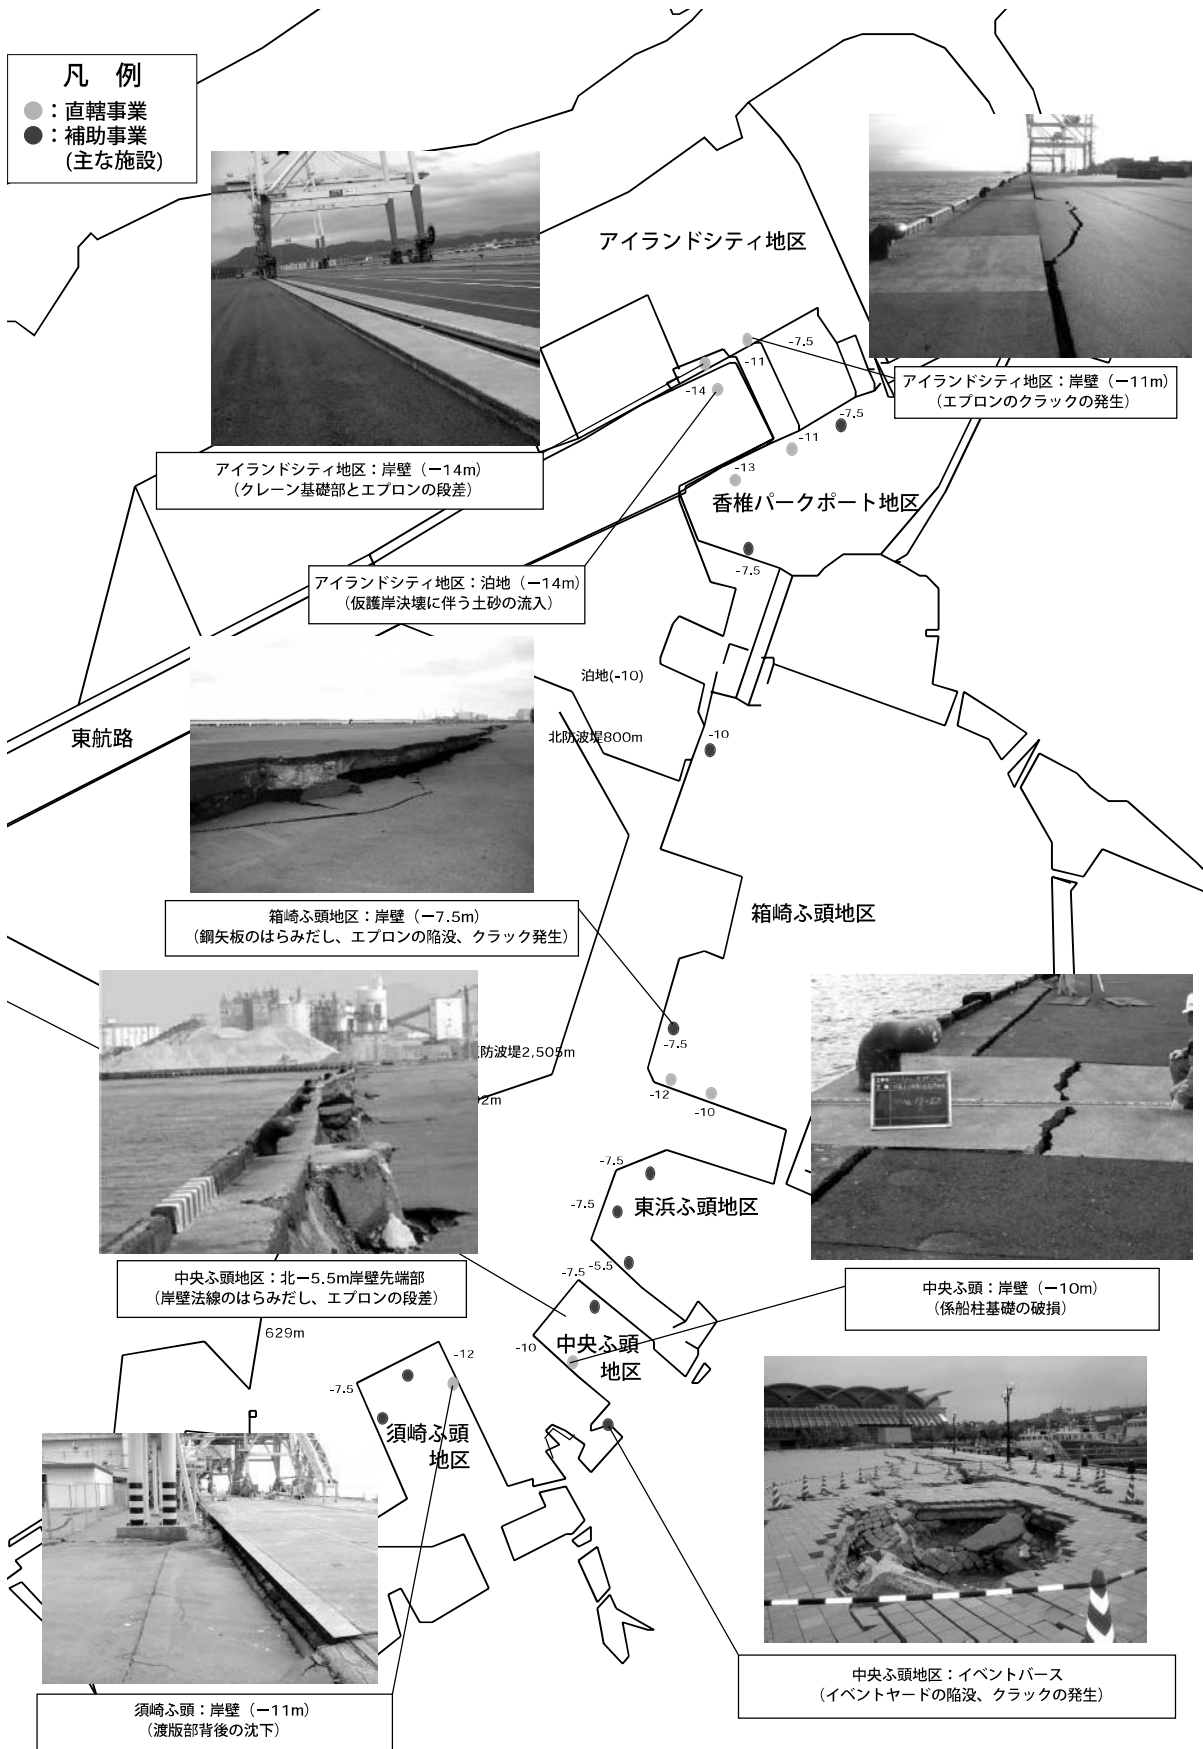 凡 例
：直轄事業
：補助事業
(主な施設)
アイランドシティ地区
-7.5
-11
-14
アイランドシティ地区：岸壁（−11m）
（エプロンのクラックの発生）
-7.5
-11
-13
アイランドシティ地区：岸壁（−14m）
（クレーン基礎部とエプロンの段差）
香椎パークポート地区
-7.5
アイランドシティ地区：泊地（−14m）
（仮護岸決壊に伴う土砂の流入）
泊地(-10)
東航路
北防波堤800m
-10
箱崎ふ頭地区：岸壁（−7.5m）
（鋼矢板のはらみだし、エプロンの陥没、クラック発生）
箱崎ふ頭地区
-7.5
防波堤2,505m
2m
-12
-10
-7.5
-7.5
東浜ふ頭地区
-5.5
-7.5
中央ふ頭地区：北−5.5m岸壁先端部
（岸壁法線のはらみだし、エプロンの段差）
中央ふ頭：岸壁（−10m）
（係船柱基礎の破損）
629m
-10
中央ふ頭
地区
-12
-7.5
須崎ふ頭
地区
中央ふ頭地区：イベントバース
（イベントヤードの陥没、クラックの発生）
須崎ふ頭：岸壁（−11m）
（渡版部背後の沈下）